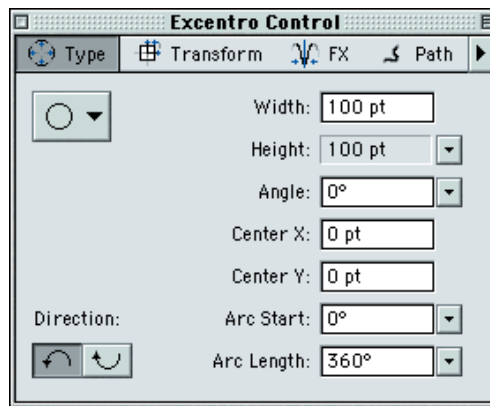 Excentro Control
Type Transform FX Path
Width: 100 pt
Height: 100 pt
Angle: 0°
Center X: 0 pt
Center Y: 0 pt
Direction: Arc Start: 0°
Arc Length: 360°